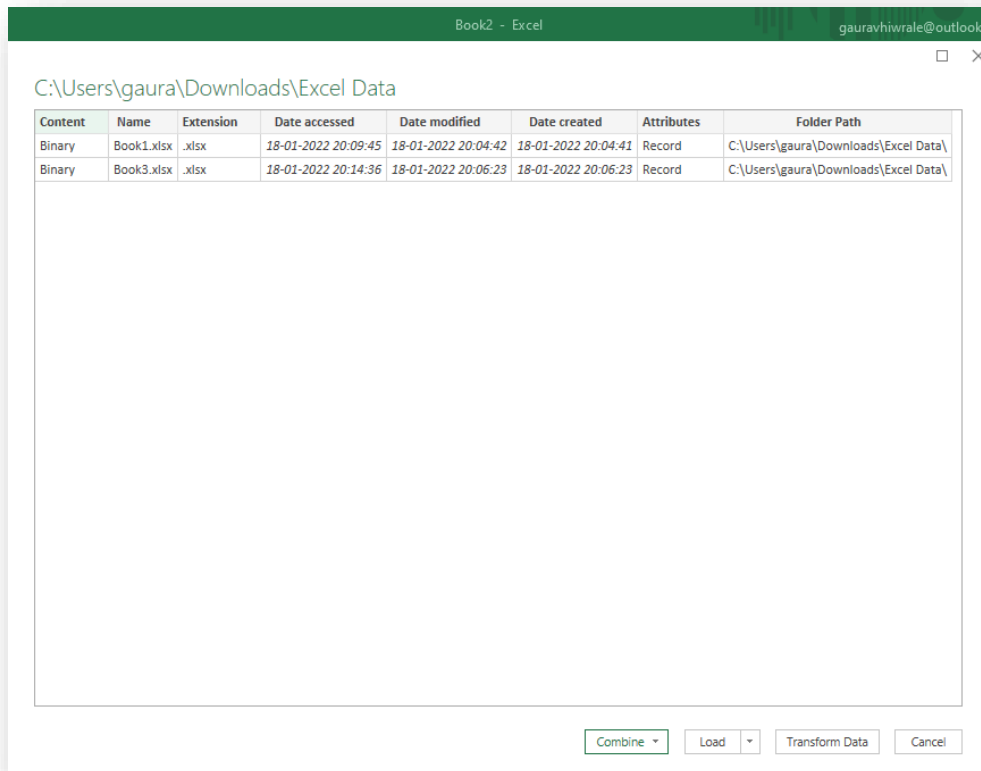 Book2 - Excel
gauravhiwrale@outlook
C:\Users\gaura\Downloads\Excel Data
Content Name Extension Date accessed Date modified Date created Attributes Folder Path
Binary Book1.xlsx .xlsx 18-01-2022 20:09:45 18-01-2022 20:04:42 18-01-2022 20:04:41 Record C:\Users\gaura\Downloads\Excel Data\
Binary Book3.xlsx .xlsx 18-01-2022 20:14:36 18-01-2022 20:06:23 18-01-2022 20:06:23 Record C:\Users\gaura\Downloads\Excel Data\
Combine Load Transform Data Cancel